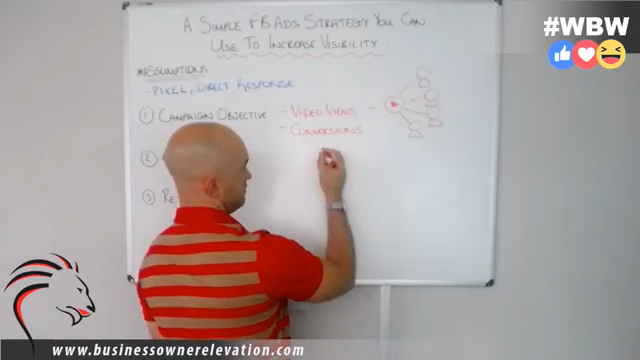 #WBW
A SIMPLE FB ADS STRATEGY YOU CAN
USE TO INCREASE VISIBILITY.
ASSUMPTIONS
- PIXEL, DIRECT RESPONSE
① CAMPAIGN OBJECTIVE - VIDEO VIEWS -
- CONVERSIONS
②
③ RE
www.businessownerelevation.com